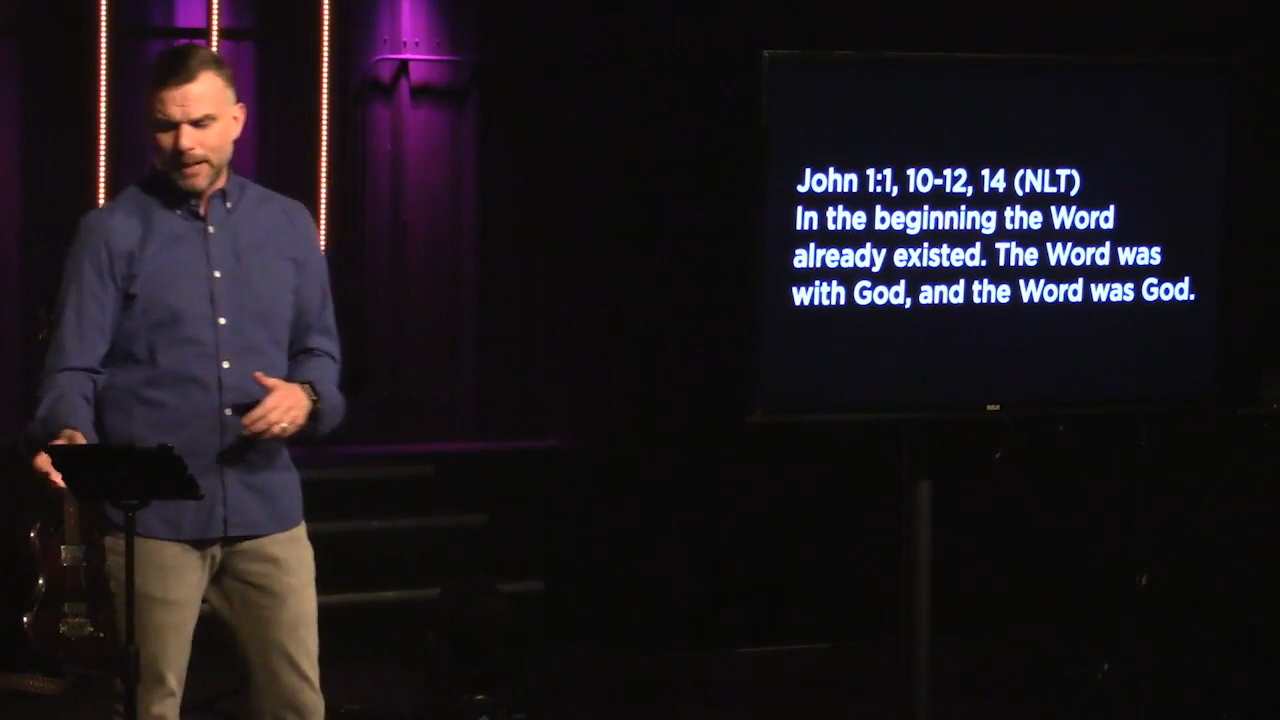 John 1:1, 10-12, 14 (NLT)
In the beginning the Word
already existed. The Word was
with God, and the Word was God.
RCA